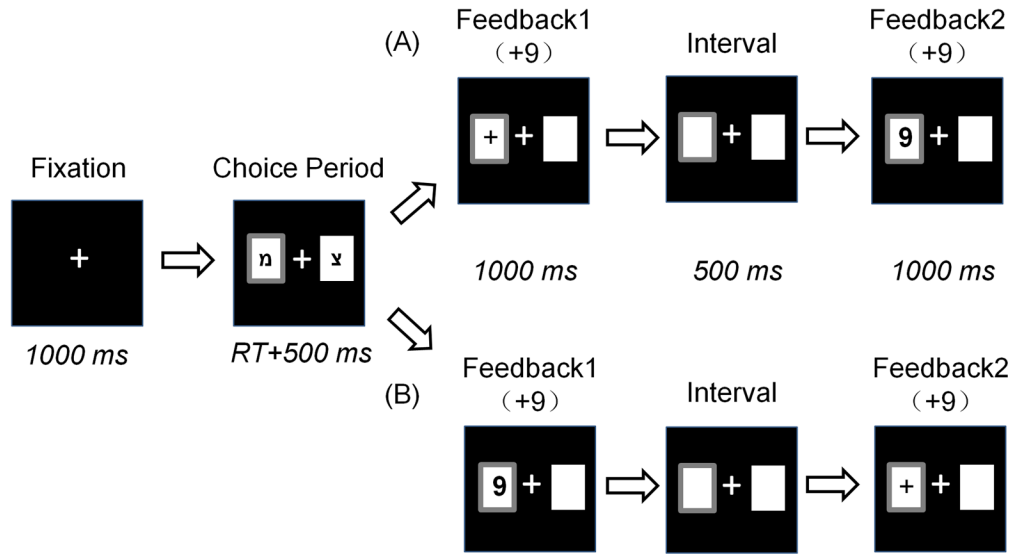 Fixation
+
1000 ms
Choice Period
מ + צ
RT+500 ms
(A)
Feedback1
（+9）
+ +
1000 ms
Interval
+
500 ms
Feedback2
（+9）
9 +
1000 ms
(B)
Feedback1
（+9）
9 +
Interval
+
Feedback2
（+9）
+ +